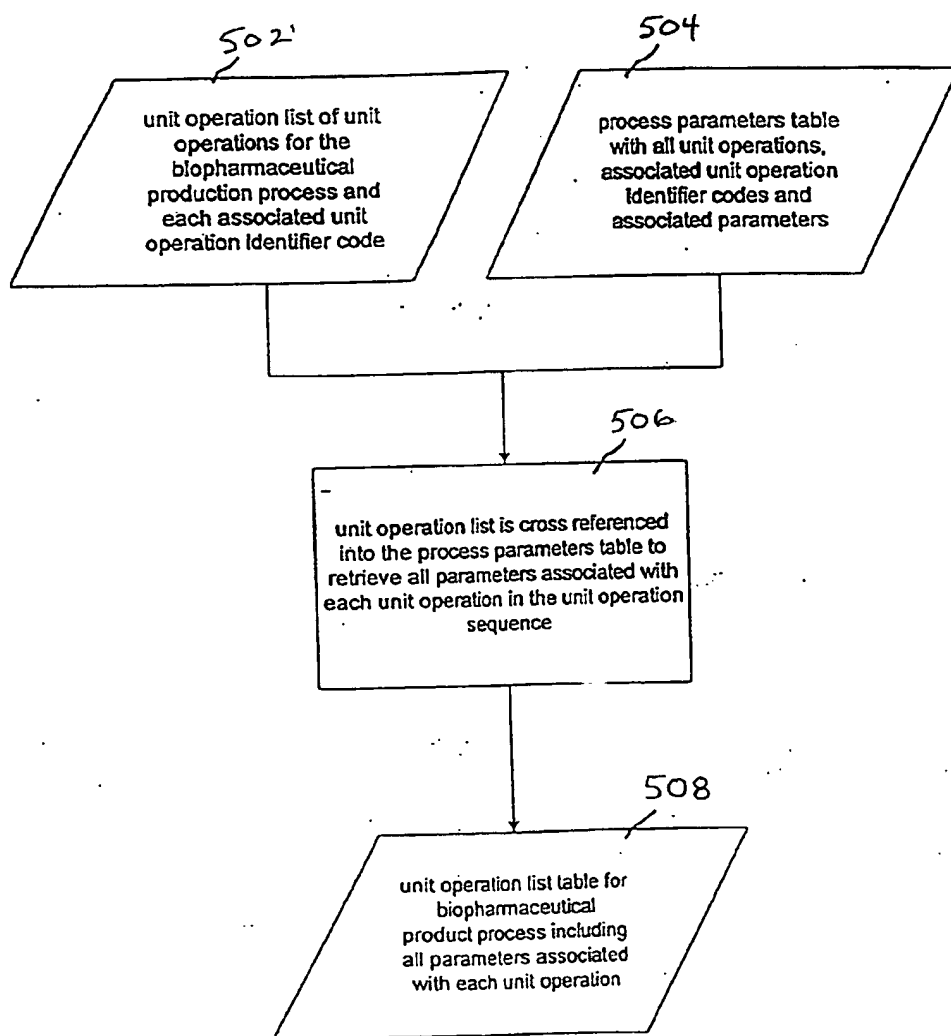 502'
unit operation list of unit
operations for the
biopharmaceutical
production process and
each associated unit
operation identifier code
504
process parameters table
with all unit operations,
associated unit operation
identifier codes and
associated parameters
506
unit operation list is cross referenced
into the process parameters table to
retrieve all parameters associated with
each unit operation in the unit operation
sequence
508
unit operation list table for
biopharmaceutical
product process including
all parameters associated
with each unit operation